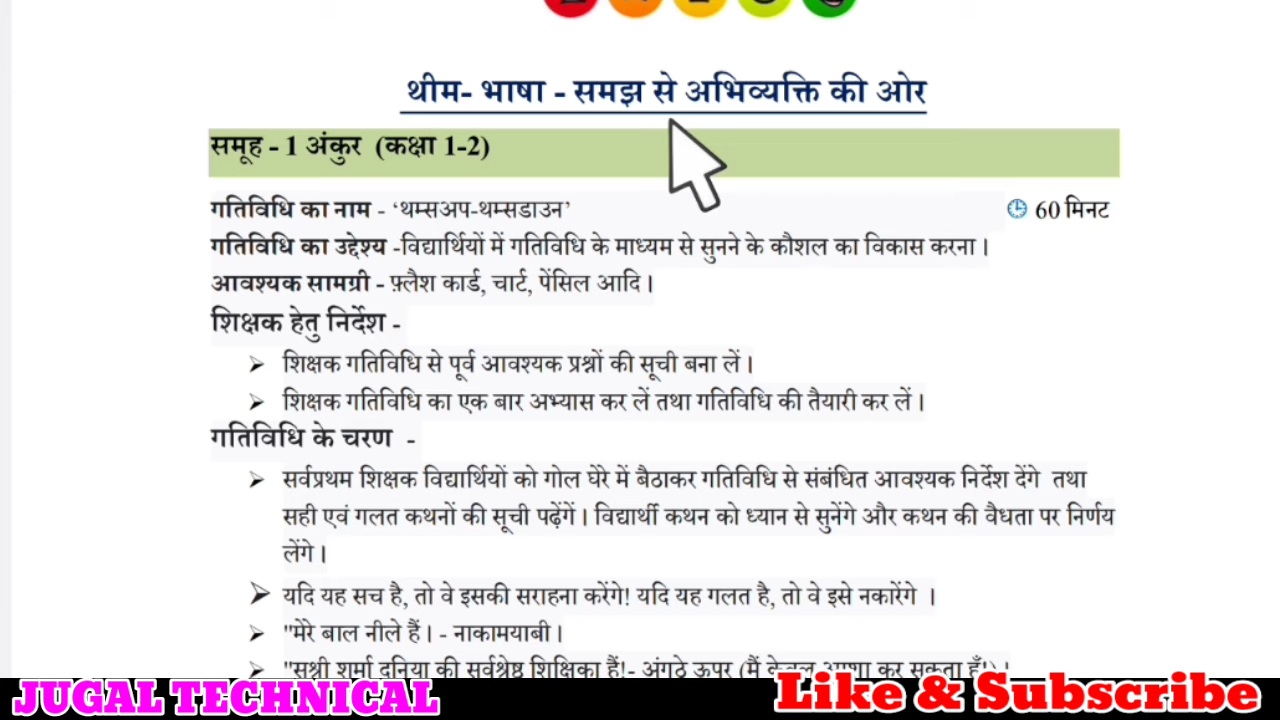 थीम- भाषा - समझ से अभिव्यक्ति की ओर
समूह - 1 अंकुर (कक्षा 1-2)
गतिविधि का नाम - ‘थम्सअप-थम्सडाउन’ 60 मिनट
गतिविधि का उद्देश्य -विद्यार्थियों में गतिविधि के माध्यम से सुनने के कौशल का विकास करना।
आवश्यक सामग्री - फ़्लैश कार्ड, चार्ट, पेंसिल आदि।
शिक्षक हेतु निर्देश -
➢ शिक्षक गतिविधि से पूर्व आवश्यक प्रश्नों की सूची बना लें।
➢ शिक्षक गतिविधि का एक बार अभ्यास कर लें तथा गतिविधि की तैयारी कर लें।
गतिविधि के चरण -
➢ सर्वप्रथम शिक्षक विद्यार्थियों को गोल घेरे में बैठाकर गतिविधि से संबंधित आवश्यक निर्देश देंगे तथा
सही एवं गलत कथनों की सूची पढ़ेंगें। विद्यार्थी कथन को ध्यान से सुनेंगे और कथन की वैधता पर निर्णय
लेंगे।
➢ यदि यह सच है, तो वे इसकी सराहना करेंगे! यदि यह गलत है, तो वे इसे नकारेंगे ।
➢ "मेरे बाल नीले हैं। - नाकामयाबी।
➢ "सुश्री शर्मा दुनिया की सर्वश्रेष्ठ शिक्षिका हैं!- अंगूठे ऊपर (मैं केवल आशा कर सकता हूँ!)।
JUGAL TECHNICAL
Like & Subscribe